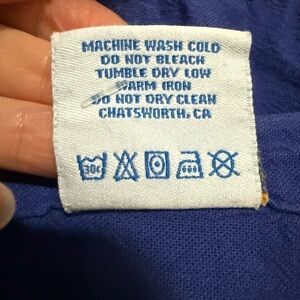 MACHINE WASH COLD
DO NOT BLEACH
TUMBLE DRY LOW
WARM IRON
DO NOT DRY CLEAN
CHATSWORTH, CA
30c